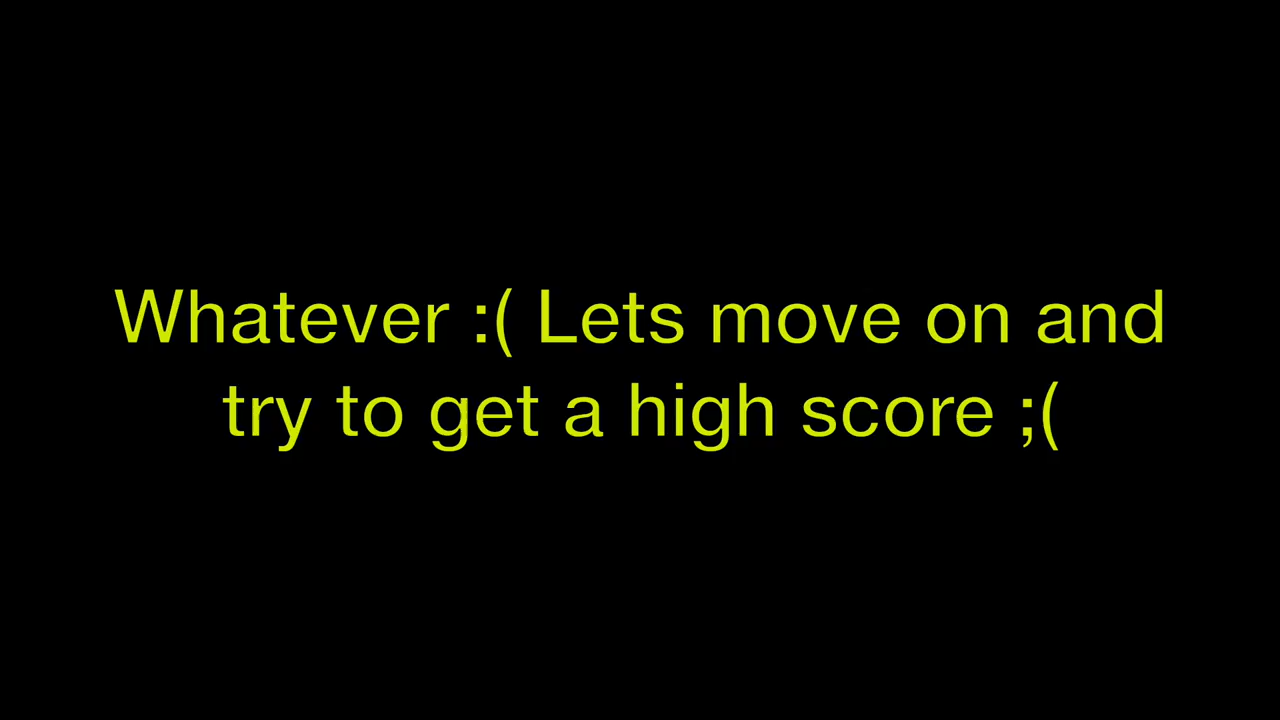 Whatever :( Lets move on and
try to get a high score ;(